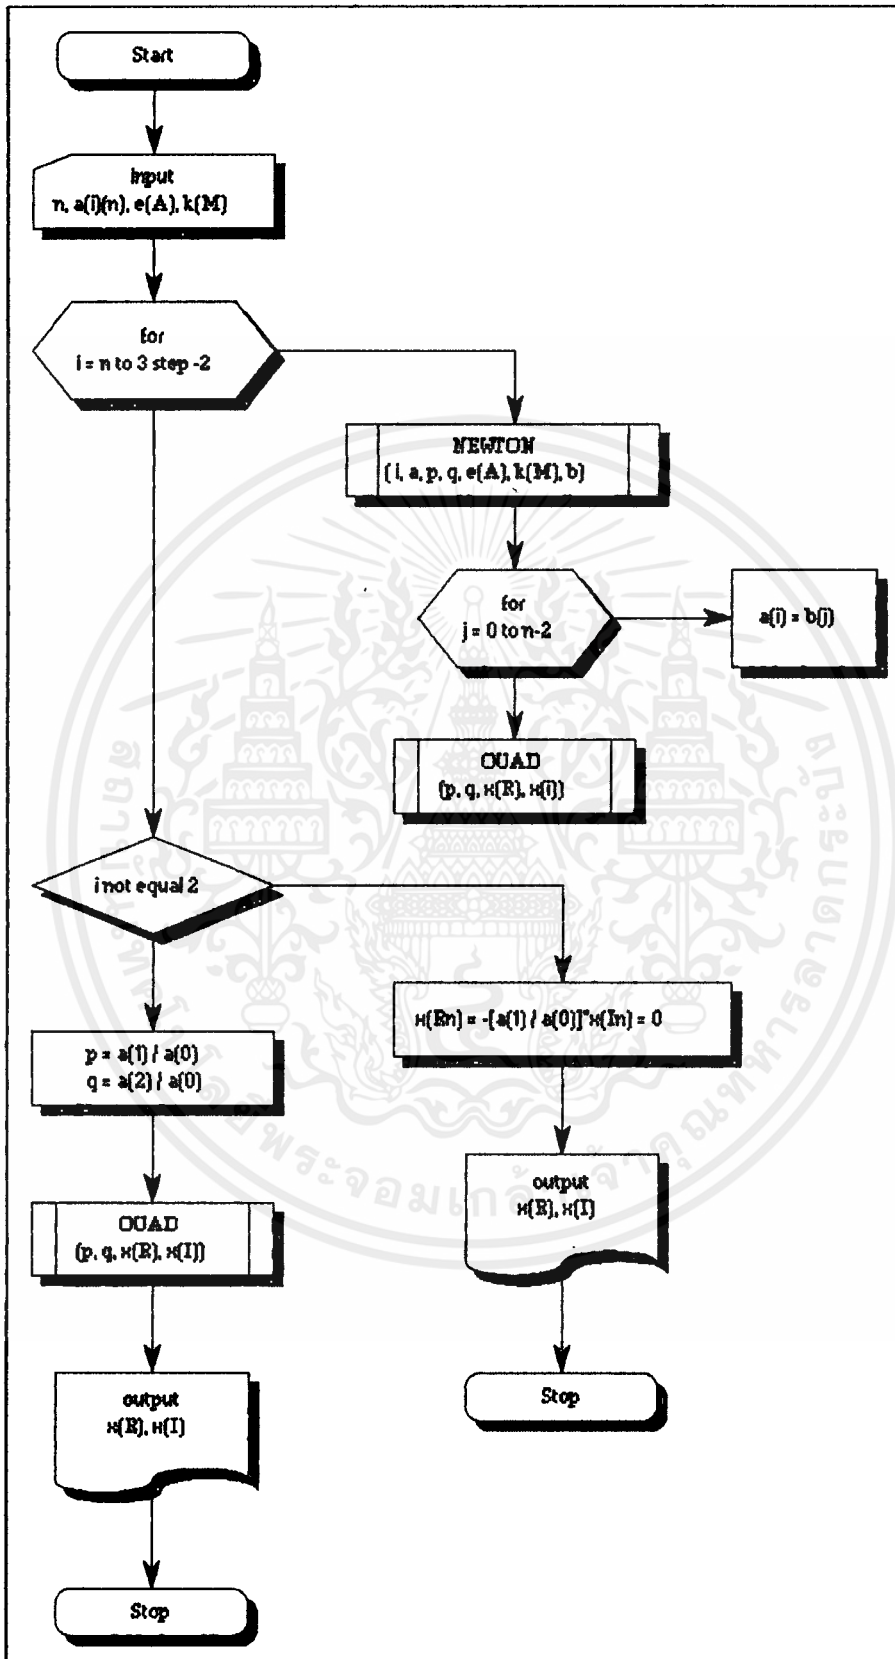 Start
input
n, a(i)(n), e(A), k(M)
for
i = n to 3 step -2
NEWTON
( i, a, p, q, e(A), k(M), b)
for
j = 0 to n-2
a(i) = b(j)
QUAD
(p, q, x(R), x(i))
i not equal 2
x(Rn) = -[a(1) / a(0)]*x(In) = 0
p = a(1) / a(0)
q = a(2) / a(0)
output
x(R), x(I)
QUAD
(p, q, x(R), x(I))
Stop
output
x(R), x(I)
Stop